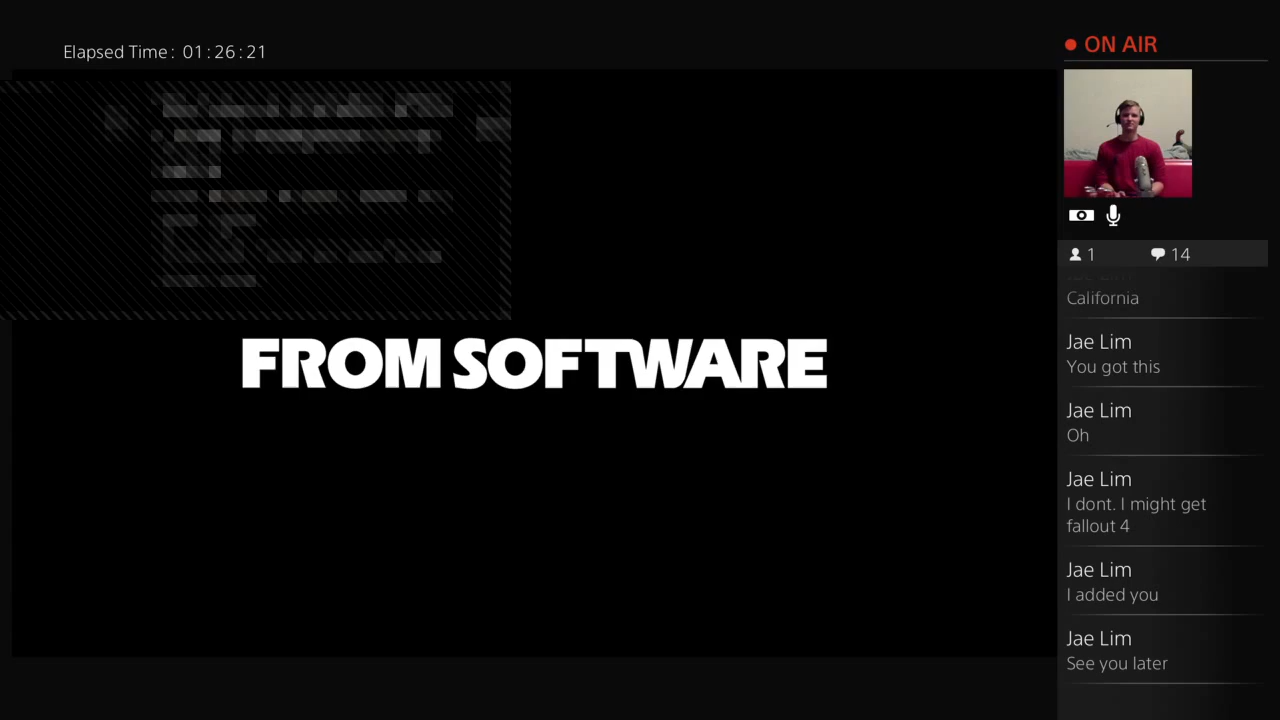 Elapsed Time: 01:26:21
ON AIR
1 14
California
Jae Lim
You got this
Jae Lim
Oh
Jae Lim
I dont. I might get
fallout 4
Jae Lim
I added you
Jae Lim
See you later
FROM SOFTWARE